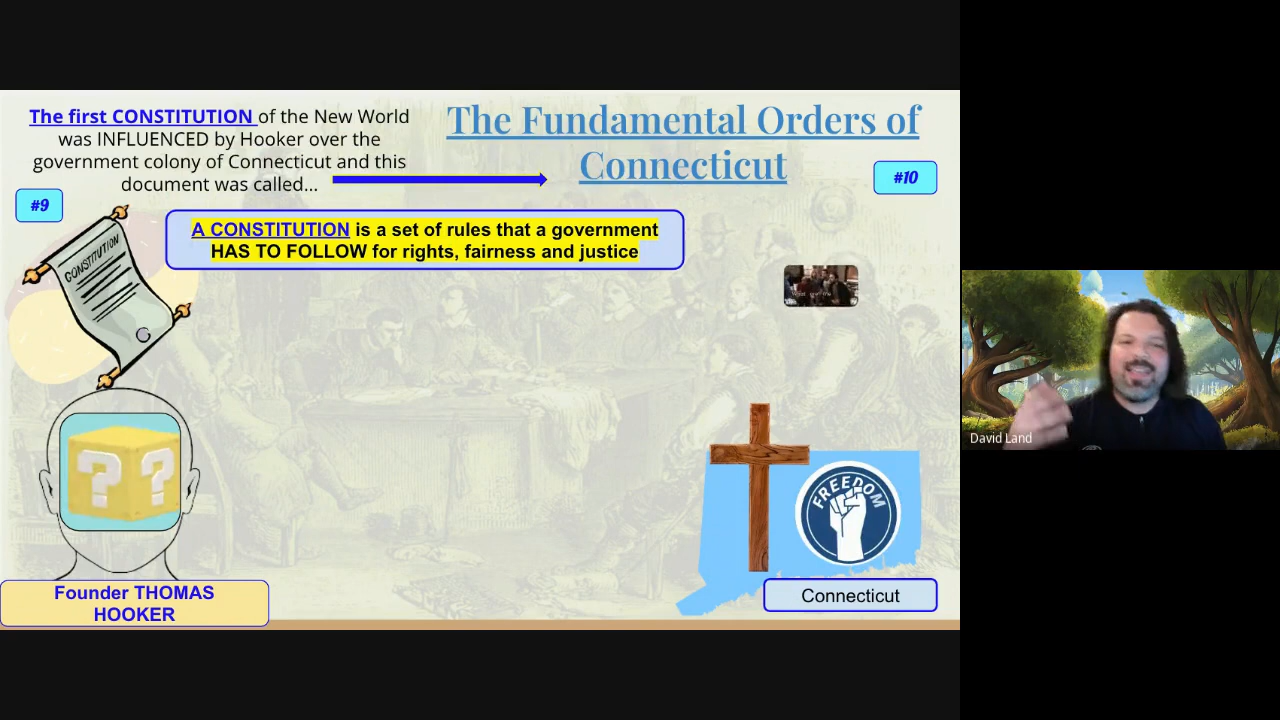 The first CONSTITUTION of the New World
was INFLUENCED by Hooker over the
government colony of Connecticut and this
document was called...
The Fundamental Orders of
Connecticut
#10
#9
A CONSTITUTION is a set of rules that a government
HAS TO FOLLOW for rights, fairness and justice
CONSTITUTION
? ?
FREEDOM
Founder THOMAS
HOOKER
Connecticut
David Land